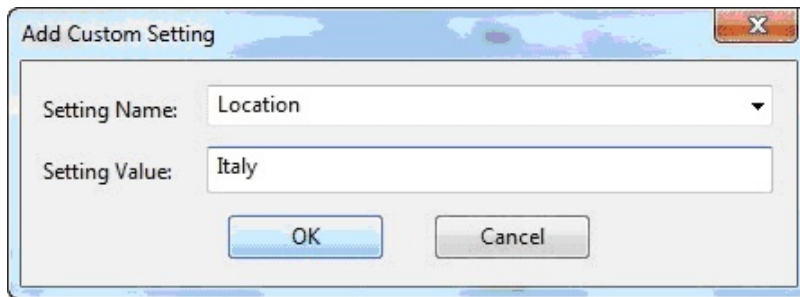 Add Custom Setting
Setting Name: Location
Setting Value: Italy
OK Cancel